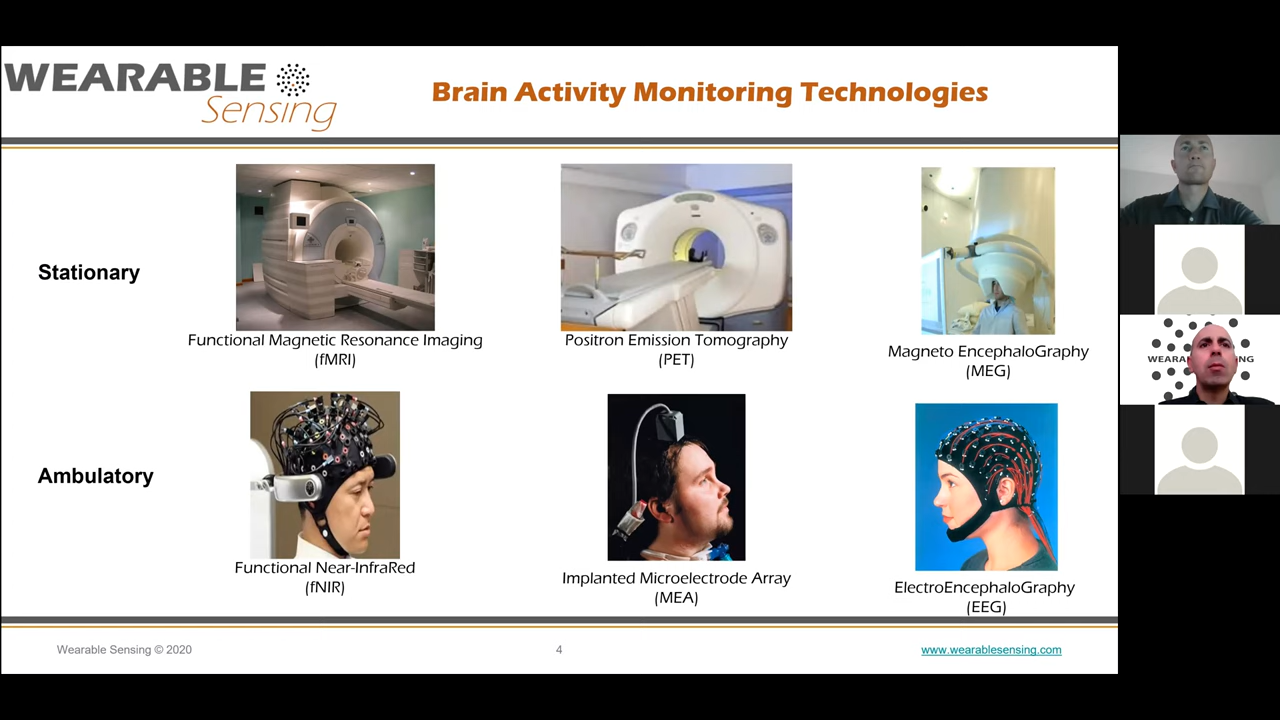 WEARABLE
Sensing
Brain Activity Monitoring Technologies
Stationary
Functional Magnetic Resonance Imaging
(fMRI)
Positron Emission Tomography
(PET)
Magneto EncephaloGraphy
(MEG)
Ambulatory
Functional Near-InfraRed
(fNIR)
Implanted Microelectrode Array
(MEA)
ElectroEncephaloGraphy
(EEG)
Wearable Sensing © 2020
4
www.wearablesensing.com